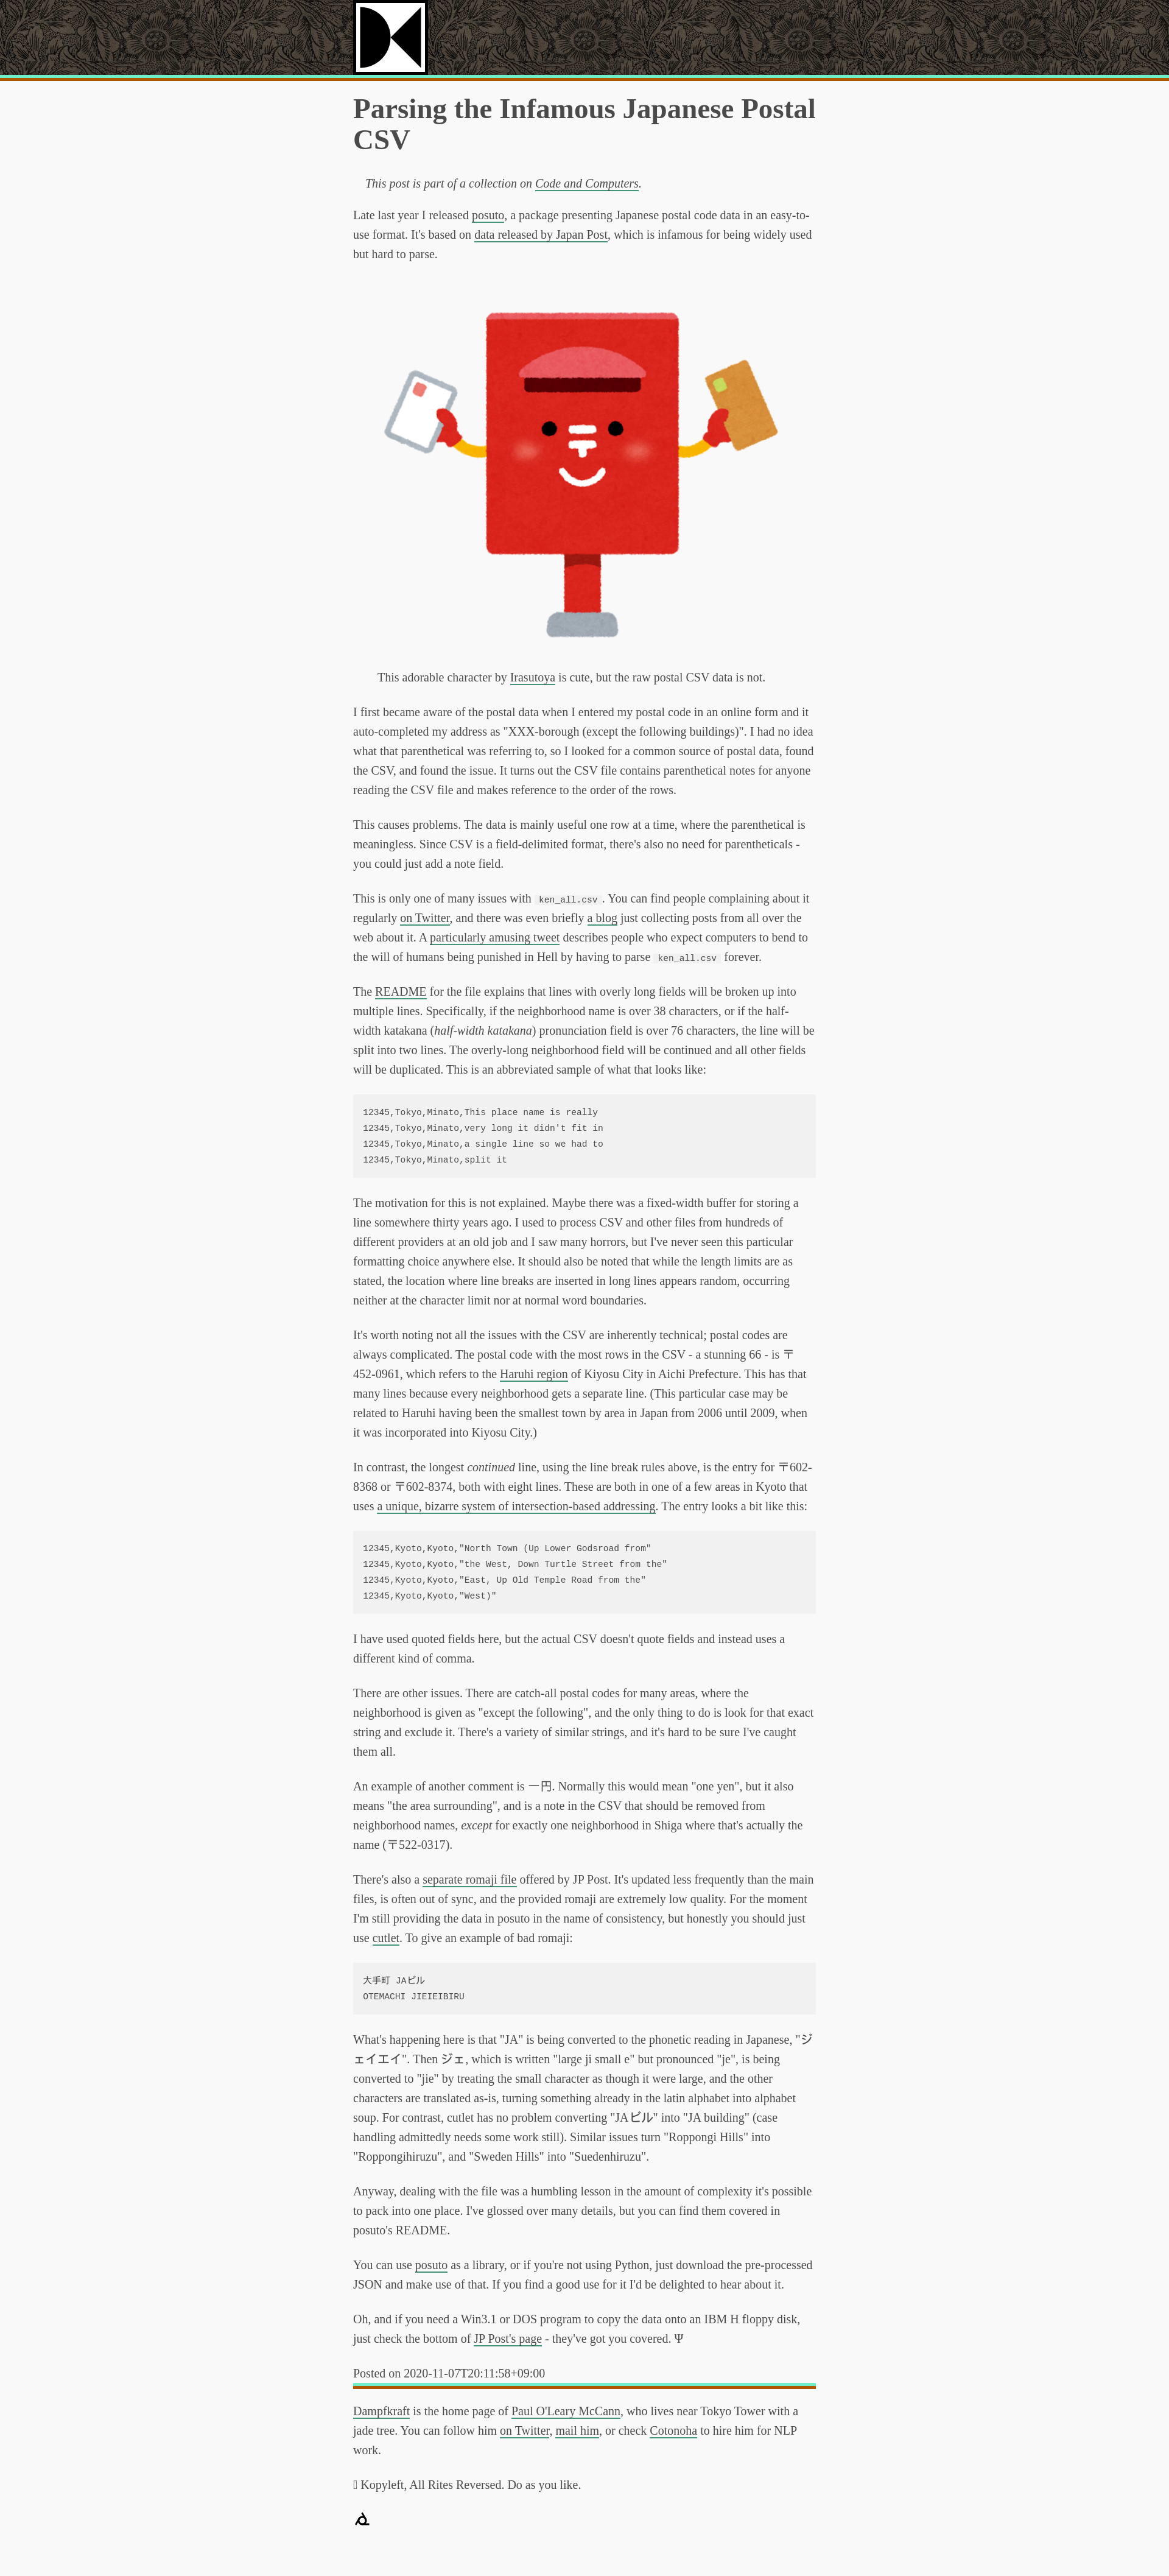 Parsing the Infamous Japanese Postal
CSV
This post is part of a collection on Code and Computers.
Late last year I released posuto, a package presenting Japanese postal code data in an easy-to-
use format. It's based on data released by Japan Post, which is infamous for being widely used
but hard to parse.
This adorable character by Irasutoya is cute, but the raw postal CSV data is not.
I first became aware of the postal data when I entered my postal code in an online form and it
auto-completed my address as "XXX-borough (except the following buildings)". I had no idea
what that parenthetical was referring to, so I looked for a common source of postal data, found
the CSV, and found the issue. It turns out the CSV file contains parenthetical notes for anyone
reading the CSV file and makes reference to the order of the rows.
This causes problems. The data is mainly useful one row at a time, where the parenthetical is
meaningless. Since CSV is a field-delimited format, there's also no need for parentheticals -
you could just add a note field.
This is only one of many issues with ken_all.csv. You can find people complaining about it
regularly on Twitter, and there was even briefly a blog just collecting posts from all over the
web about it. A particularly amusing tweet describes people who expect computers to bend to
the will of humans being punished in Hell by having to parse ken_all.csv forever.
The README for the file explains that lines with overly long fields will be broken up into
multiple lines. Specifically, if the neighborhood name is over 38 characters, or if the half-
width katakana (half-width katakana) pronunciation field is over 76 characters, the line will be
split into two lines. The overly-long neighborhood field will be continued and all other fields
will be duplicated. This is an abbreviated sample of what that looks like:
12345,Tokyo,Minato,This place name is really
12345,Tokyo,Minato,very long it didn't fit in
12345,Tokyo,Minato,a single line so we had to
12345,Tokyo,Minato,split it
The motivation for this is not explained. Maybe there was a fixed-width buffer for storing a
line somewhere thirty years ago. I used to process CSV and other files from hundreds of
different providers at an old job and I saw many horrors, but I've never seen this particular
formatting choice anywhere else. It should also be noted that while the length limits are as
stated, the location where line breaks are inserted in long lines appears random, occurring
neither at the character limit nor at normal word boundaries.
It's worth noting not all the issues with the CSV are inherently technical; postal codes are
always complicated. The postal code with the most rows in the CSV - a stunning 66 - is 〒
452-0961, which refers to the Haruhi region of Kiyosu City in Aichi Prefecture. This has that
many lines because every neighborhood gets a separate line. (This particular case may be
related to Haruhi having been the smallest town by area in Japan from 2006 until 2009, when
it was incorporated into Kiyosu City.)
In contrast, the longest continued line, using the line break rules above, is the entry for 〒602-
8368 or 〒602-8374, both with eight lines. These are both in one of a few areas in Kyoto that
uses a unique, bizarre system of intersection-based addressing. The entry looks a bit like this:
12345,Kyoto,Kyoto,"North Town (Up Lower Godsroad from"
12345,Kyoto,Kyoto,"the West, Down Turtle Street from the"
12345,Kyoto,Kyoto,"East, Up Old Temple Road from the"
12345,Kyoto,Kyoto,"West)"
I have used quoted fields here, but the actual CSV doesn't quote fields and instead uses a
different kind of comma.
There are other issues. There are catch-all postal codes for many areas, where the
neighborhood is given as "except the following", and the only thing to do is look for that exact
string and exclude it. There's a variety of similar strings, and it's hard to be sure I've caught
them all.
An example of another comment is 一円. Normally this would mean "one yen", but it also
means "the area surrounding", and is a note in the CSV that should be removed from
neighborhood names, except for exactly one neighborhood in Shiga where that's actually the
name (〒522-0317).
There's also a separate romaji file offered by JP Post. It's updated less frequently than the main
files, is often out of sync, and the provided romaji are extremely low quality. For the moment
I'm still providing the data in posuto in the name of consistency, but honestly you should just
use cutlet. To give an example of bad romaji:
大手町 JAビル
OTEMACHI JIEIEIBIRU
What's happening here is that "JA" is being converted to the phonetic reading in Japanese, "ジ
ェイエイ". Then ジェ, which is written "large ji small e" but pronounced "je", is being
converted to "jie" by treating the small character as though it were large, and the other
characters are translated as-is, turning something already in the latin alphabet into alphabet
soup. For contrast, cutlet has no problem converting "JAビル" into "JA building" (case
handling admittedly needs some work still). Similar issues turn "Roppongi Hills" into
"Roppongihiruzu", and "Sweden Hills" into "Suedenhiruzu".
Anyway, dealing with the file was a humbling lesson in the amount of complexity it's possible
to pack into one place. I've glossed over many details, but you can find them covered in
posuto's README.
You can use posuto as a library, or if you're not using Python, just download the pre-processed
JSON and make use of that. If you find a good use for it I'd be delighted to hear about it.
Oh, and if you need a Win3.1 or DOS program to copy the data onto an IBM H floppy disk,
just check the bottom of JP Post's page - they've got you covered. Ψ
Posted on 2020-11-07T20:11:58+09:00
Dampfkraft is the home page of Paul O'Leary McCann, who lives near Tokyo Tower with a
jade tree. You can follow him on Twitter, mail him, or check Cotonoha to hire him for NLP
work.
Kopyleft, All Rites Reversed. Do as you like.